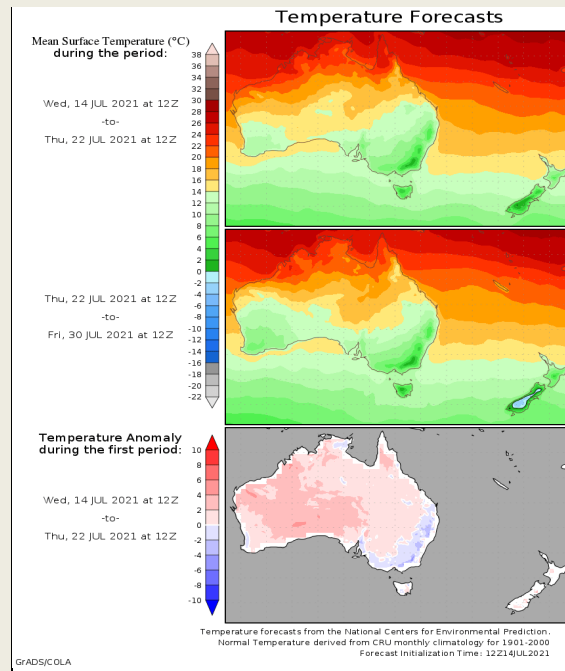 Temperature Forecasts
Mean Surface Temperature (°C)
during the period:
Wed, 14 JUL 2021 at 12Z
-to-
Thu, 22 JUL 2021 at 12Z
38
36
34
32
30
28
26
24
22
20
18
16
14
12
10
8
6
4
2
0
-2
-4
-6
-8
-10
-12
-14
-16
-18
-20
-22
Thu, 22 JUL 2021 at 12Z
-to-
Fri, 30 JUL 2021 at 12Z
Temperature Anomaly
during the first period:
Wed, 14 JUL 2021 at 12Z
-to-
Thu, 22 JUL 2021 at 12Z
10
8
6
4
2
0
-2
-4
-6
-8
-10
Temperature forecasts from the National Centers for Environmental Prediction.
Normal Temperature derived from CRU monthly climatology for 1901-2000
Forecast Initialization Time: 12Z14JUL2021
GrADS/COLA